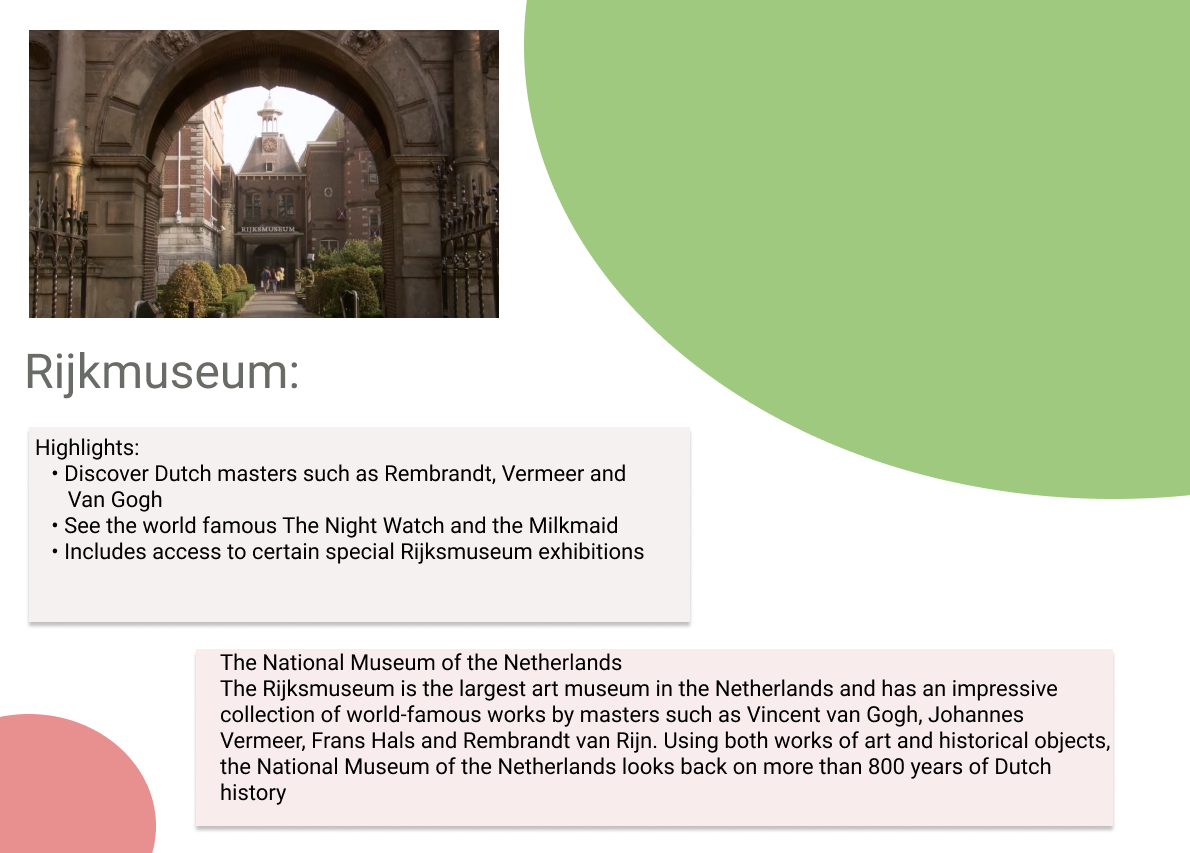 RIJKSMUSEUM
Rijkmuseum:
Highlights:
• Discover Dutch masters such as Rembrandt, Vermeer and
Van Gogh
• See the world famous The Night Watch and the Milkmaid
• Includes access to certain special Rijksmuseum exhibitions
The National Museum of the Netherlands
The Rijksmuseum is the largest art museum in the Netherlands and has an impressive
collection of world-famous works by masters such as Vincent van Gogh, Johannes
Vermeer, Frans Hals and Rembrandt van Rijn. Using both works of art and historical objects,
the National Museum of the Netherlands looks back on more than 800 years of Dutch
history